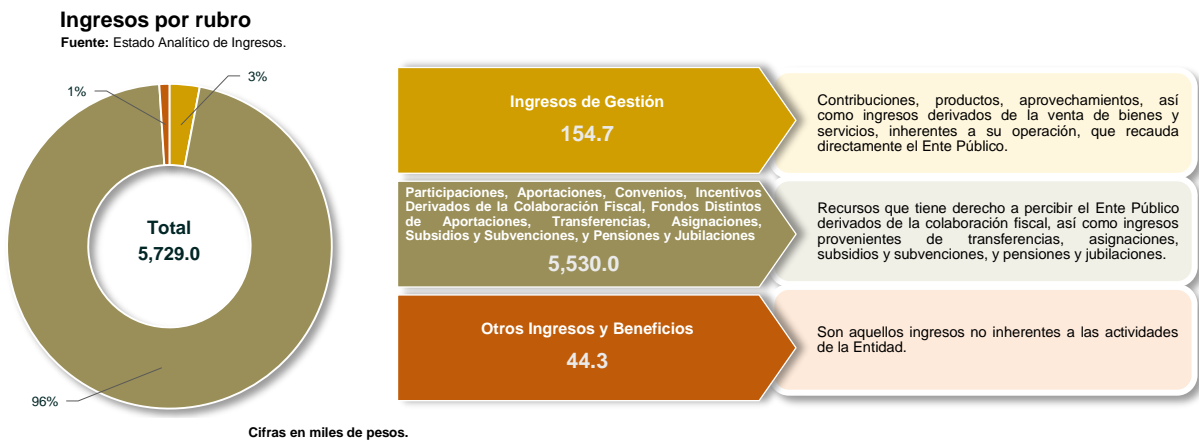 Ingresos por rubro
Fuente: Estado Analítico de Ingresos.
3%
1%
Total
5,729.0
96%
Ingresos de Gestión
154.7
Contribuciones, productos, aprovechamientos, así
como ingresos derivados de la venta de bienes y
servicios, inherentes a su operación, que recauda
directamente el Ente Público.
Participaciones, Aportaciones, Convenios, Incentivos
Derivados de la Colaboración Fiscal, Fondos Distintos
de Aportaciones, Transferencias, Asignaciones,
Subsidios y Subvenciones, y Pensiones y Jubilaciones
5,530.0
Recursos que tiene derecho a percibir el Ente Público
derivados de la colaboración fiscal, así como ingresos
provenientes de transferencias, asignaciones,
subsidios y subvenciones, y pensiones y jubilaciones.
Otros Ingresos y Beneficios
44.3
Son aquellos ingresos no inherentes a las actividades
de la Entidad.
Cifras en miles de pesos.